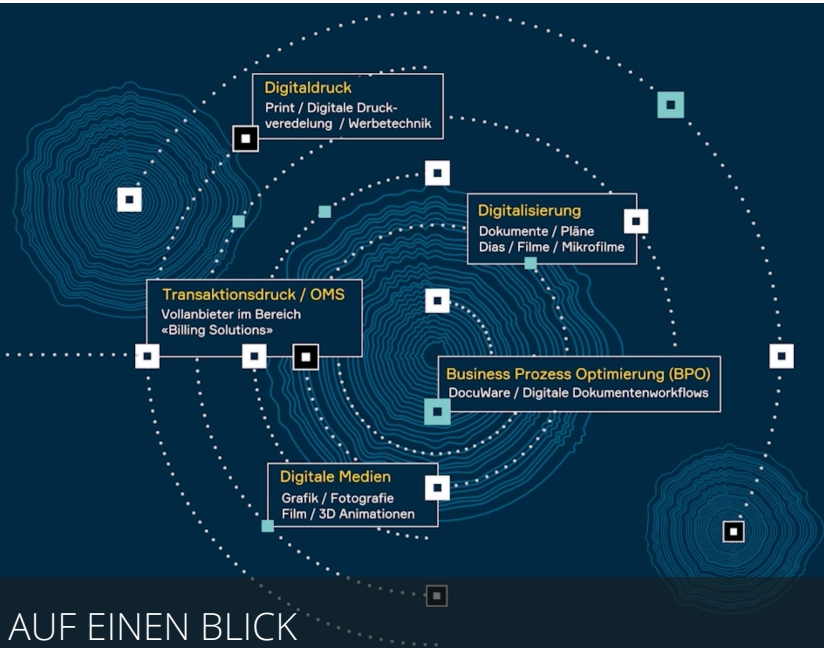 Digitaldruck
Print / Digitale Druck-
veredelung / Werbetechnik
Digitalisierung
Dokumente / Pläne
Dias / Filme / Mikrofilme
Transaktionsdruck / OMS
Vollanbieter im Bereich
«Billing Solutions»
Business Prozess Optimierung (BPO)
DocuWare / Digitale Dokumentenworkflows
Digitale Medien
Grafik / Fotografie
Film / 3D Animationen
AUF EINEN BLICK